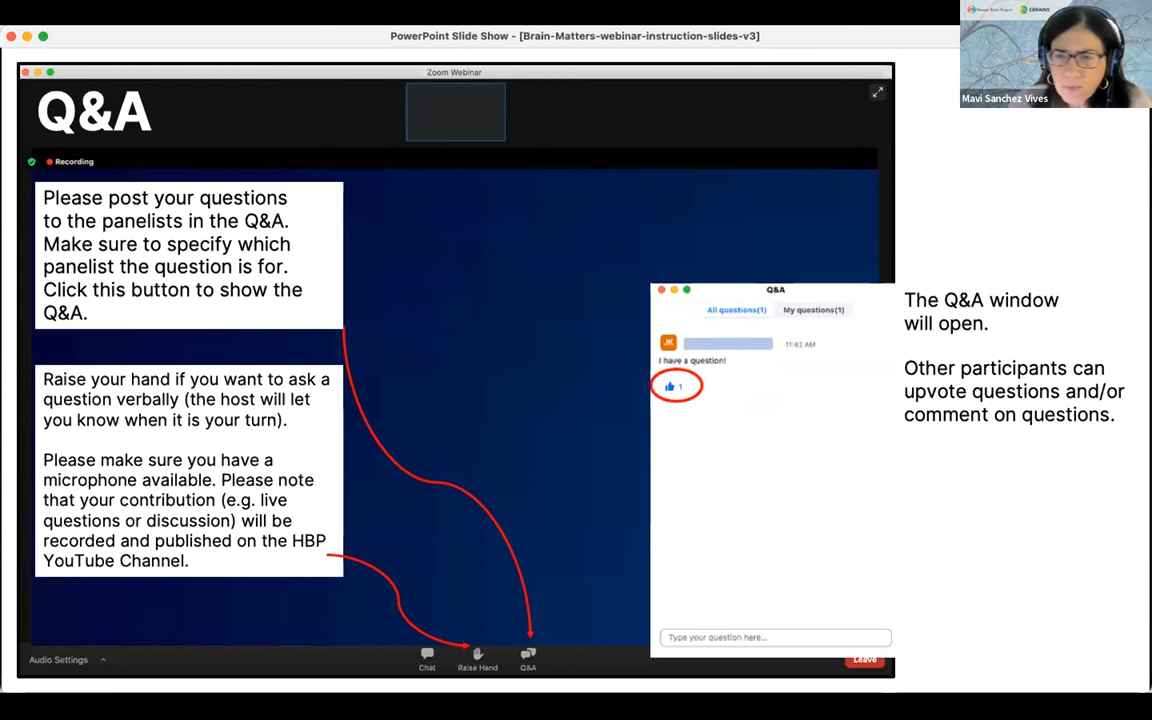 PowerPoint Slide Show - [Brain-Matters-webinar-instruction-slides-v3]
Human Brain Project
EBRAINS
Mavi Sanchez Vives
Zoom Webinar
Q&A
Recording
Please post your questions
to the panelists in the Q&A.
Make sure to specify which
panelist the question is for.
Click this button to show the
Q&A.
Raise your hand if you want to ask a
question verbally (the host will let
you know when it is your turn).
Please make sure you have a
microphone available. Please note
that your contribution (e.g. live
questions or discussion) will be
recorded and published on the HBP
YouTube Channel.
Q&A
All questions(1)
My questions(1)
JK
11:42 AM
I have a question!
1
Type your question here...
The Q&A window
will open.
Other participants can
upvote questions and/or
comment on questions.
Audio Settings
Chat
Raise Hand
Q&A
Leave